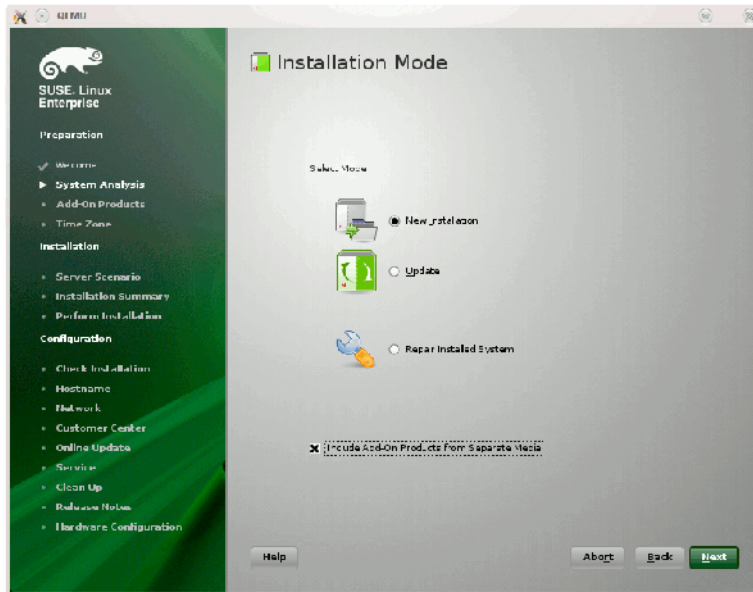 QEMU
Installation Mode
SUSE. Linux
Enterprise
Preparation
Welcome
System Analysis
Add-On Products
Time Zone
Installation
Server Scenario
Installation Summary
Perform Installation
Configuration
Check Installation
Hostname
Network
Customer Center
Online Update
Service
Clean Up
Release Notes
Hardware Configuration
Select Mode
New Installation
Update
Repair Installed System
Include Add-On Products from Separate Media
Help
Abort
Back
Next